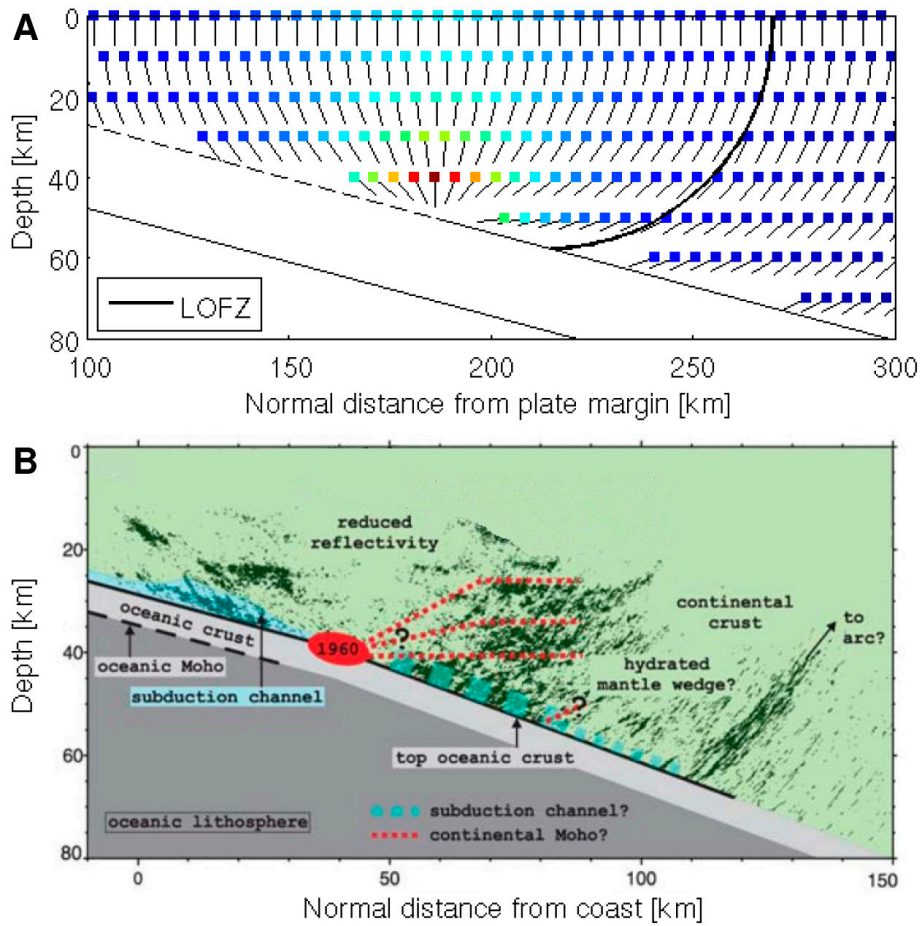 A
0
20
40
60
80
Depth [km]
LOFZ
100
150
200
250
300
Normal distance from plate margin [km]
B
0
20
40
60
80
Depth [km]
reduced
reflectivity
oceanic crust
oceanic Moho
subduction channel
1960
?
?
continental
crust
to
arc?
hydrated
mantle wedge?
top oceanic crust
subduction channel?
continental Moho?
oceanic lithosphere
0
50
100
150
Normal distance from coast [km]